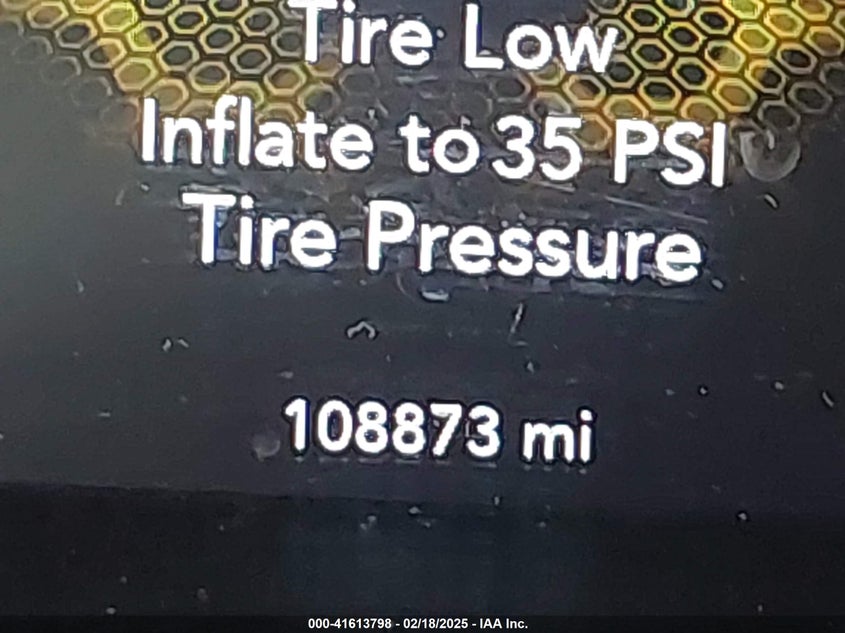 Tire Low
Inflate to 35 PSI
Tire Pressure
108873 mi
000-41613798 - 02/18/2025 - IAA Inc.